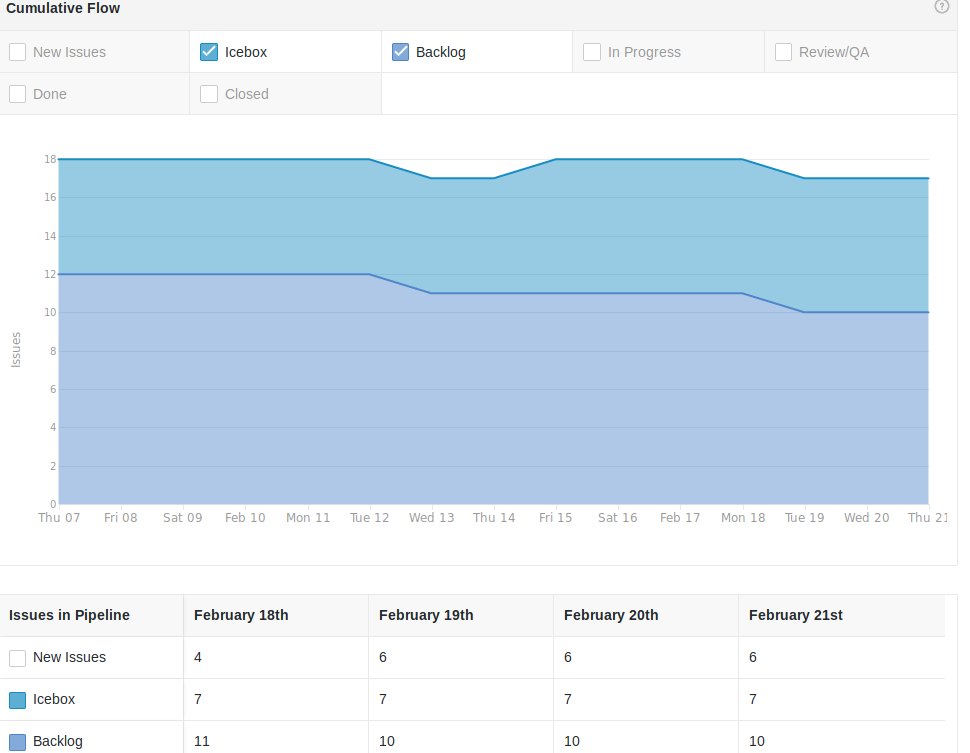 Cumulative Flow
?
New Issues Icebox Backlog In Progress Review/QA
Done Closed
18
16
14
12
10
8
6
4
2
0
Issues
Thu 07 Fri 08 Sat 09 Feb 10 Mon 11 Tue 12 Wed 13 Thu 14 Fri 15 Sat 16 Feb 17 Mon 18 Tue 19 Wed 20 Thu 21
Issues in Pipeline February 18th February 19th February 20th February 21st
New Issues 4 6 6 6
Icebox 7 7 7 7
Backlog 11 10 10 10